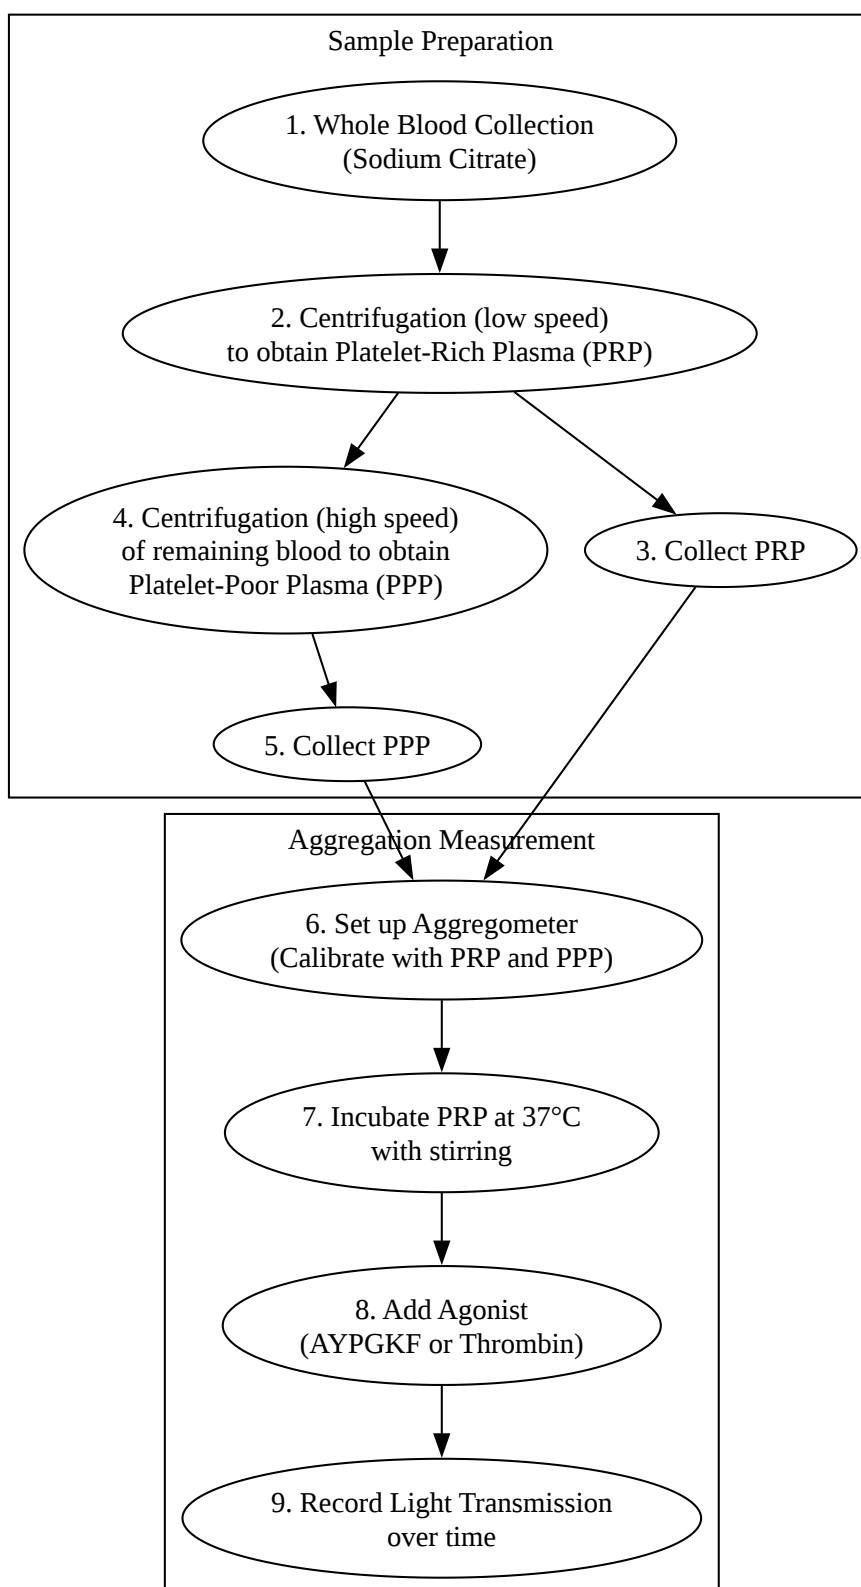 Sample Preparation
1. Whole Blood Collection
(Sodium Citrate)
2. Centrifugation (low speed)
to obtain Platelet-Rich Plasma (PRP)
4. Centrifugation (high speed)
of remaining blood to obtain
Platelet-Poor Plasma (PPP)
3. Collect PRP
5. Collect PPP
Aggregation Measurement
6. Set up Aggregometer
(Calibrate with PRP and PPP)
7. Incubate PRP at 37°C
with stirring
8. Add Agonist
(AYPGKF or Thrombin)
9. Record Light Transmission
over time